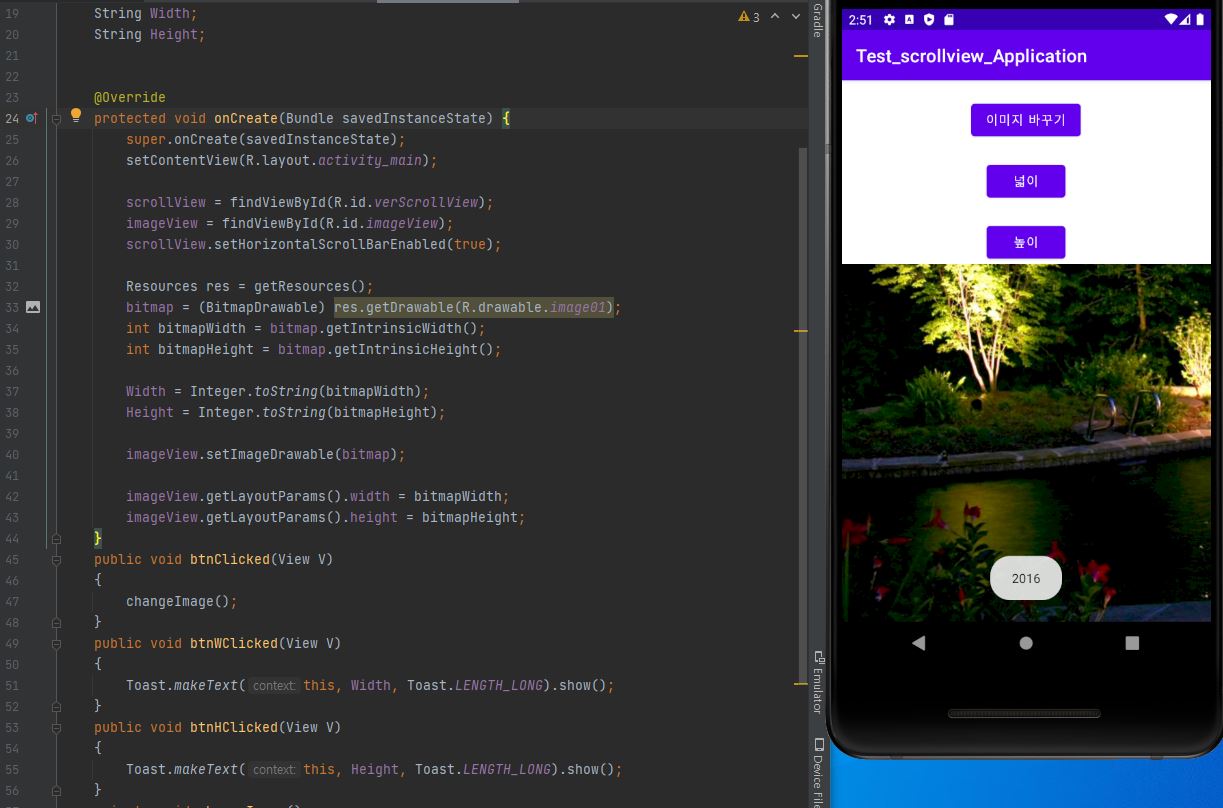 19 String Width;
20 String Height;
21
22
23 @Override
24 protected void onCreate(Bundle savedInstanceState) {
25 super.onCreate(savedInstanceState);
26 setContentView(R.layout.activity_main);
27
28 scrollView = findViewById(R.id.verScrollView);
29 imageView = findViewById(R.id.imageView);
30 scrollView.setHorizontalScrollBarEnabled(true);
31
32 Resources res = getResources();
33 bitmap = (BitmapDrawable) res.getDrawable(R.drawable.image01);
34 int bitmapWidth = bitmap.getIntrinsicWidth();
35 int bitmapHeight = bitmap.getIntrinsicHeight();
36
37 Width = Integer.toString(bitmapWidth);
38 Height = Integer.toString(bitmapHeight);
39
40 imageView.setImageDrawable(bitmap);
41
42 imageView.getLayoutParams().width = bitmapWidth;
43 imageView.getLayoutParams().height = bitmapHeight;
44 }
45 public void btnClicked(View V)
46 {
47 changeImage();
48 }
49 public void btnWClicked(View V)
50 {
51 Toast.makeText( context: this, Width, Toast.LENGTH_LONG).show();
52 }
53 public void btnHClicked(View V)
54 {
55 Toast.makeText( context: this, Height, Toast.LENGTH_LONG).show();
56 }
3
Gradle
Emulator
Device File
2:51
Test_scrollview_Application
이미지 바꾸기
넓이
높이
2016